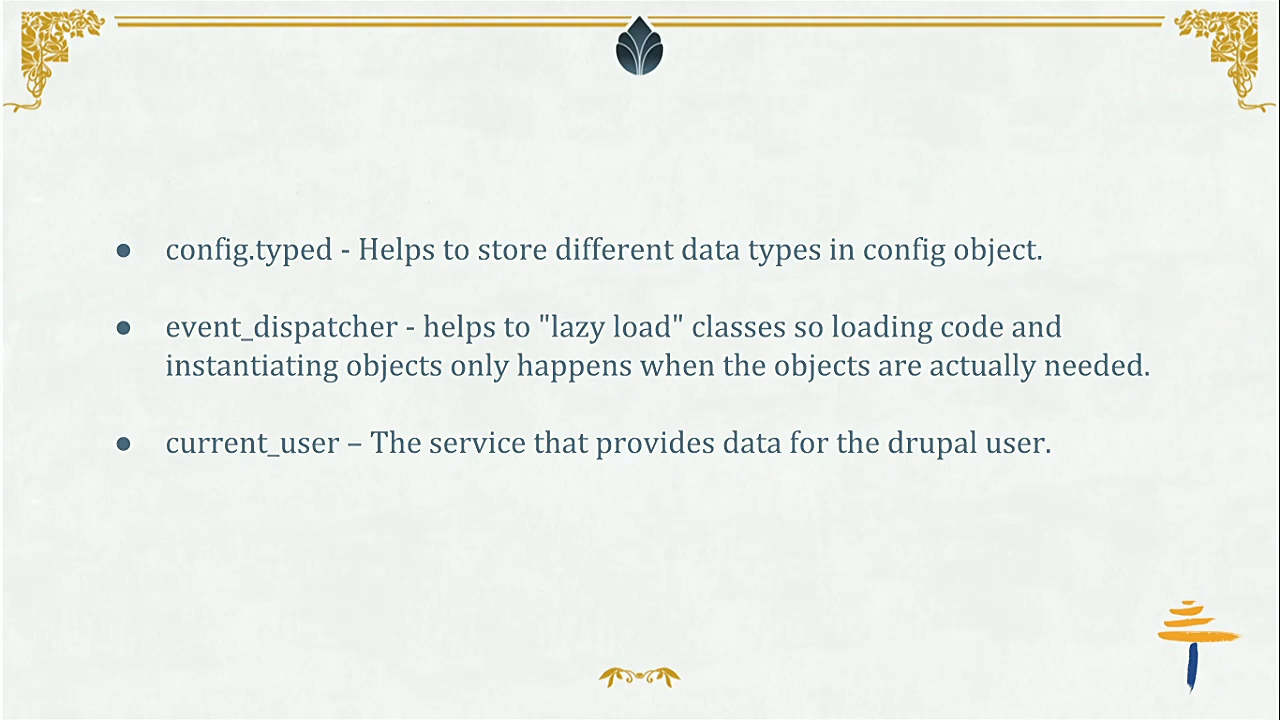 ● config.typed - Helps to store different data types in config object.
● event_dispatcher - helps to "lazy load" classes so loading code and
instantiating objects only happens when the objects are actually needed.
● current_user – The service that provides data for the drupal user.